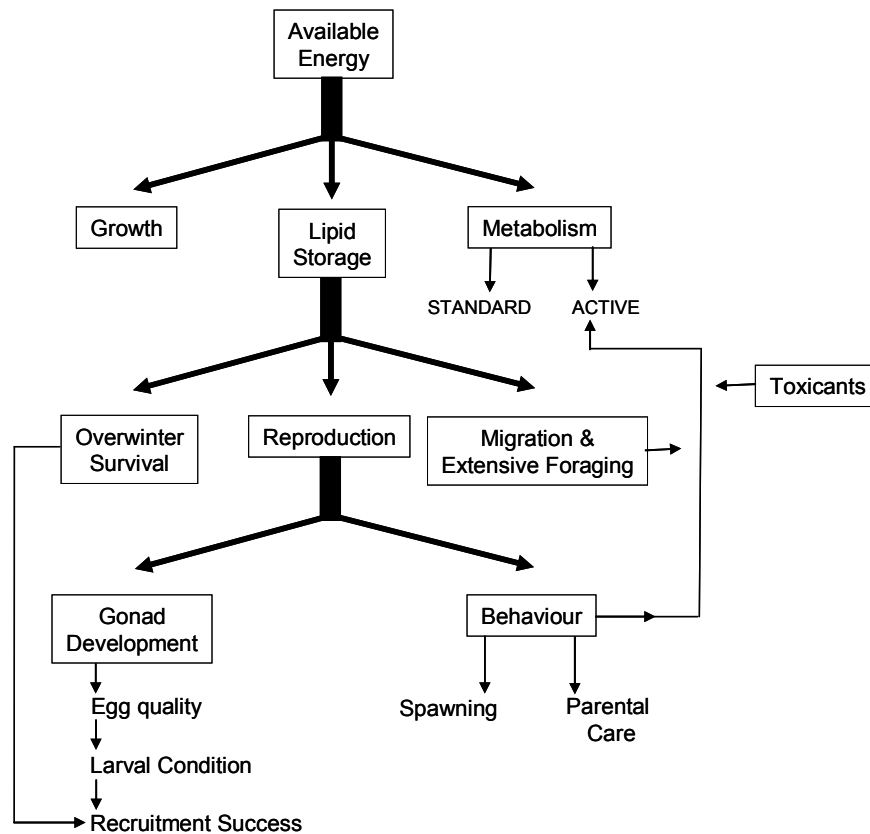 Available
Energy
Growth
Lipid
Storage
Metabolism
STANDARD
ACTIVE
Toxicants
Overwinter
Survival
Reproduction
Migration &
Extensive Foraging
Gonad
Development
Behaviour
Egg quality
Spawning
Parental
Care
Larval Condition
Recruitment Success